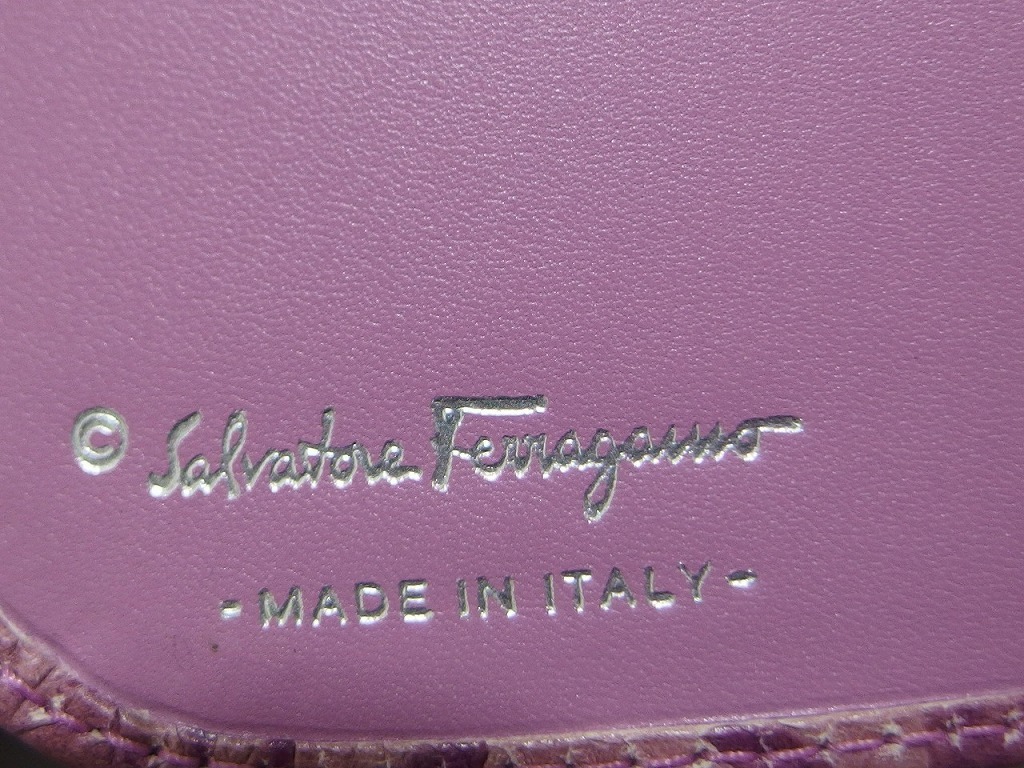 © Salvatore Ferragamo
- MADE IN ITALY -